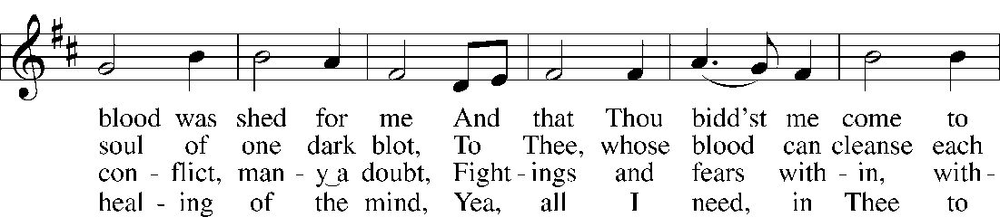 blood was shed for me And that Thou bidd'st me come to
soul of one dark blot, To Thee, whose blood can cleanse each
con - flict, man - y a doubt, Fight - ings and fears with - in, with -
heal - ing of the mind, Yea, all I need, in Thee to